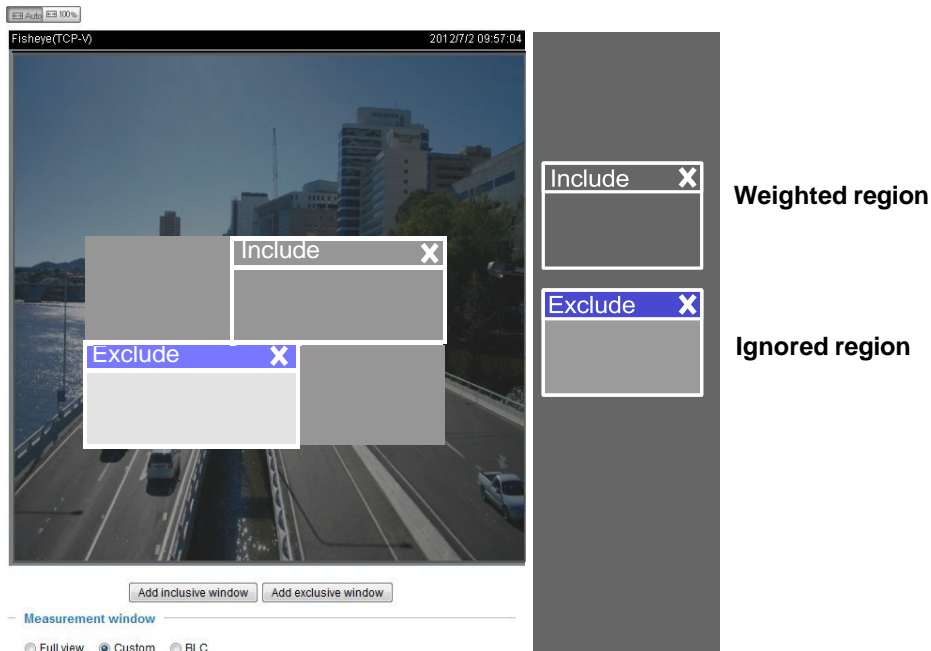 Auto 100%
Fisheye(TCP-V) 2012/7/2 09:57:04
Include X
Exclude X
Include X
Weighted region
Exclude X
Ignored region
Add inclusive window Add exclusive window
Measurement window
Full view Custom BLC